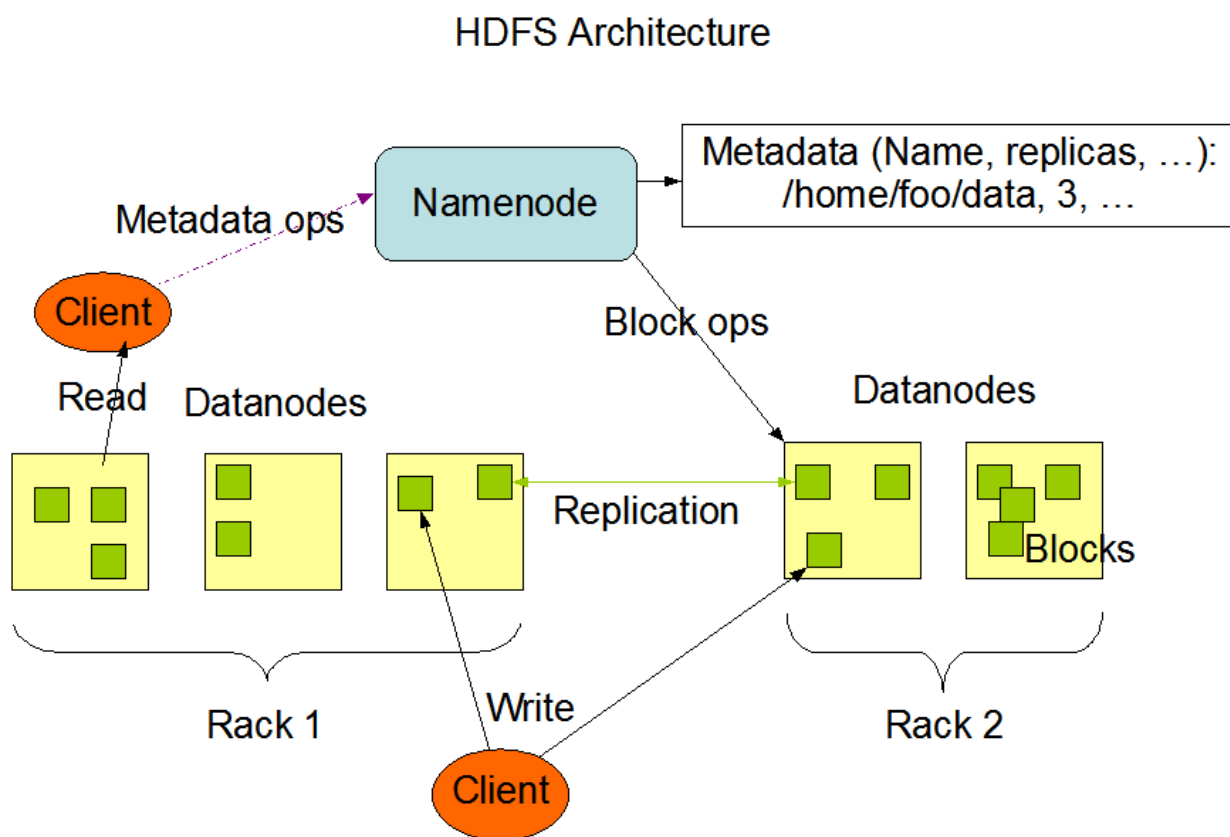 HDFS Architecture
Metadata (Name, replicas, …):
/home/foo/data, 3, …
Namenode
Metadata ops
Client
Block ops
Read
Datanodes
Datanodes
Replication
Blocks
Rack 1
Write
Rack 2
Client